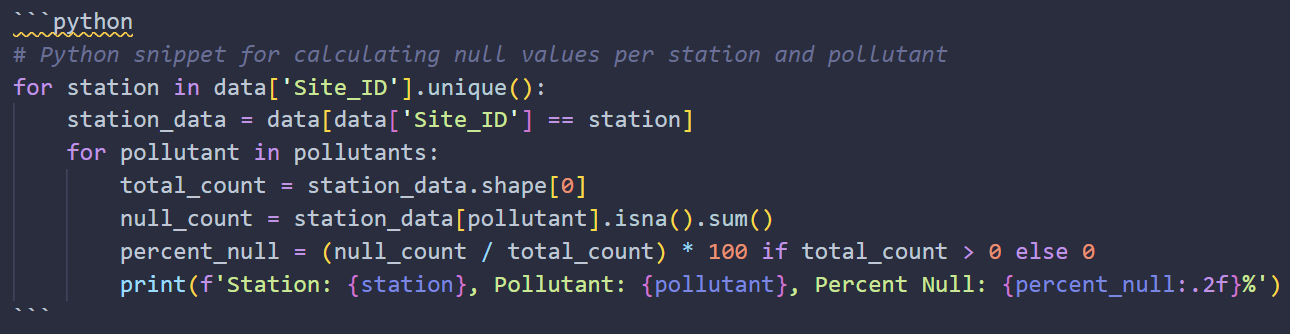 ```python
# Python snippet for calculating null values per station and pollutant
for station in data['Site_ID'].unique():
    station_data = data[data['Site_ID'] == station]
    for pollutant in pollutants:
        total_count = station_data.shape[0]
        null_count = station_data[pollutant].isna().sum()
        percent_null = (null_count / total_count) * 100 if total_count > 0 else 0
        print(f'Station: {station}, Pollutant: {pollutant}, Percent Null: {percent_null:.2f}%')
```